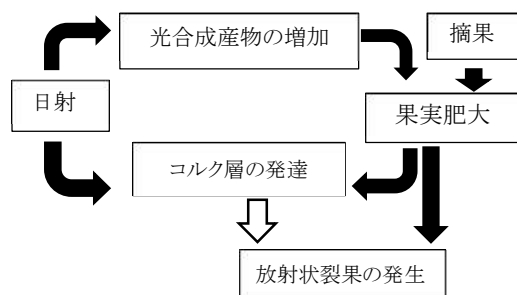 光合成産物の増加
摘果
日射
果実肥大
コルク層の発達
放射状裂果の発生